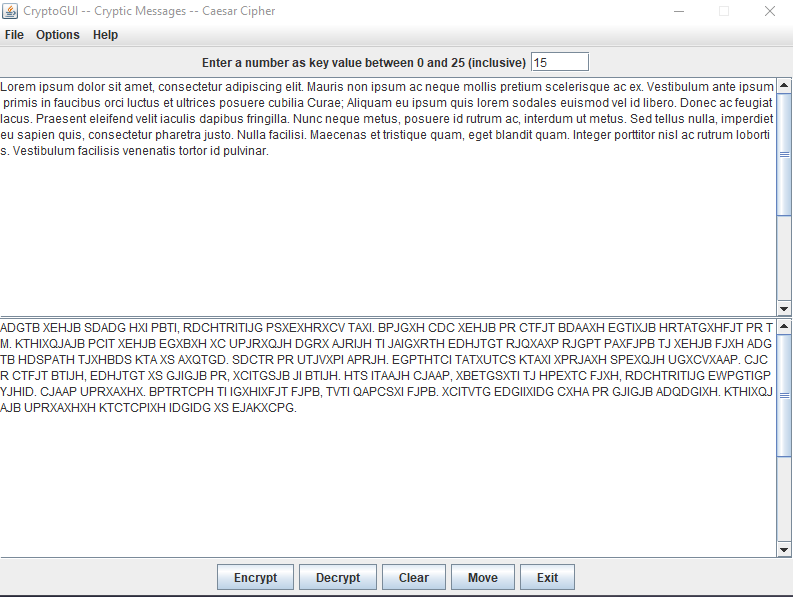 CryptoGUI -- Cryptic Messages -- Caesar Cipher
File Options Help
Enter a number as key value between 0 and 25 (inclusive) 15
Lorem ipsum dolor sit amet, consectetur adipiscing elit. Mauris non ipsum ac neque mollis pretium scelerisque ac ex. Vestibulum ante ipsum
primis in faucibus orci luctus et ultrices posuere cubilia Curae; Aliquam eu ipsum quis lorem sodales euismod vel id libero. Donec ac feugiat
lacus. Praesent eleifend velit iaculis dapibus fringilla. Nunc neque metus, posuere id rutrum ac, interdum ut metus. Sed tellus nulla, imperdiet
eu sapien quis, consectetur pharetra justo. Nulla facilisi. Maecenas et tristique quam, eget blandit quam. Integer porttitor nisl ac rutrum loborti
s. Vestibulum facilisis venenatis tortor id pulvinar.
ADGTB XEHJB SDADG HXI PBTI, RDCHTRITIJG PSXEXHRXCV TAXI. BPJGXH CDC XEHJB PR CTFJT BDAAXH EGTIXJB HRTATGXHFJT PR T
M. KTHIXQJAJB PCIT XEHJB EGXBXH XC UPJRXQJH DGRX AJRIJH TI JAIGXRTH EDHJTGT RJQXAXP RJGPT PAXFJPB TJ XEHJB FJXH ADG
TB HDSPATH TJXHBDS KTA XS AXQTGD. SDCTR PR UTJVXPI APRJH. EGPTHTCI TATXUTCS KTAXI XPRJAXH SPEXQJH UGXCVXAAP. CJC
R CTFJT BTIJH, EDHJTGT XS GJIGJB PR, XCITGSJB JI BTIJH. HTS ITAAJH CJAAP, XBETGSXTI TJ HPEXTC FJXH, RDCHTRITIJG EWPGTIGP
YJHID. CJAAP UPRXAXHX. BPTRTCPH TI IGXHIXFJT FJPB, TVTI QAPCSXI FJPB. XCITVTG EDGIIXIDG CXHA PR GJIGJB ADQDGIXH. KTHIXQJ
AJB UPRXAXHXH KTCTCPIXH IDGIDG XS EJAKXCPG.
Encrypt Decrypt Clear Move Exit